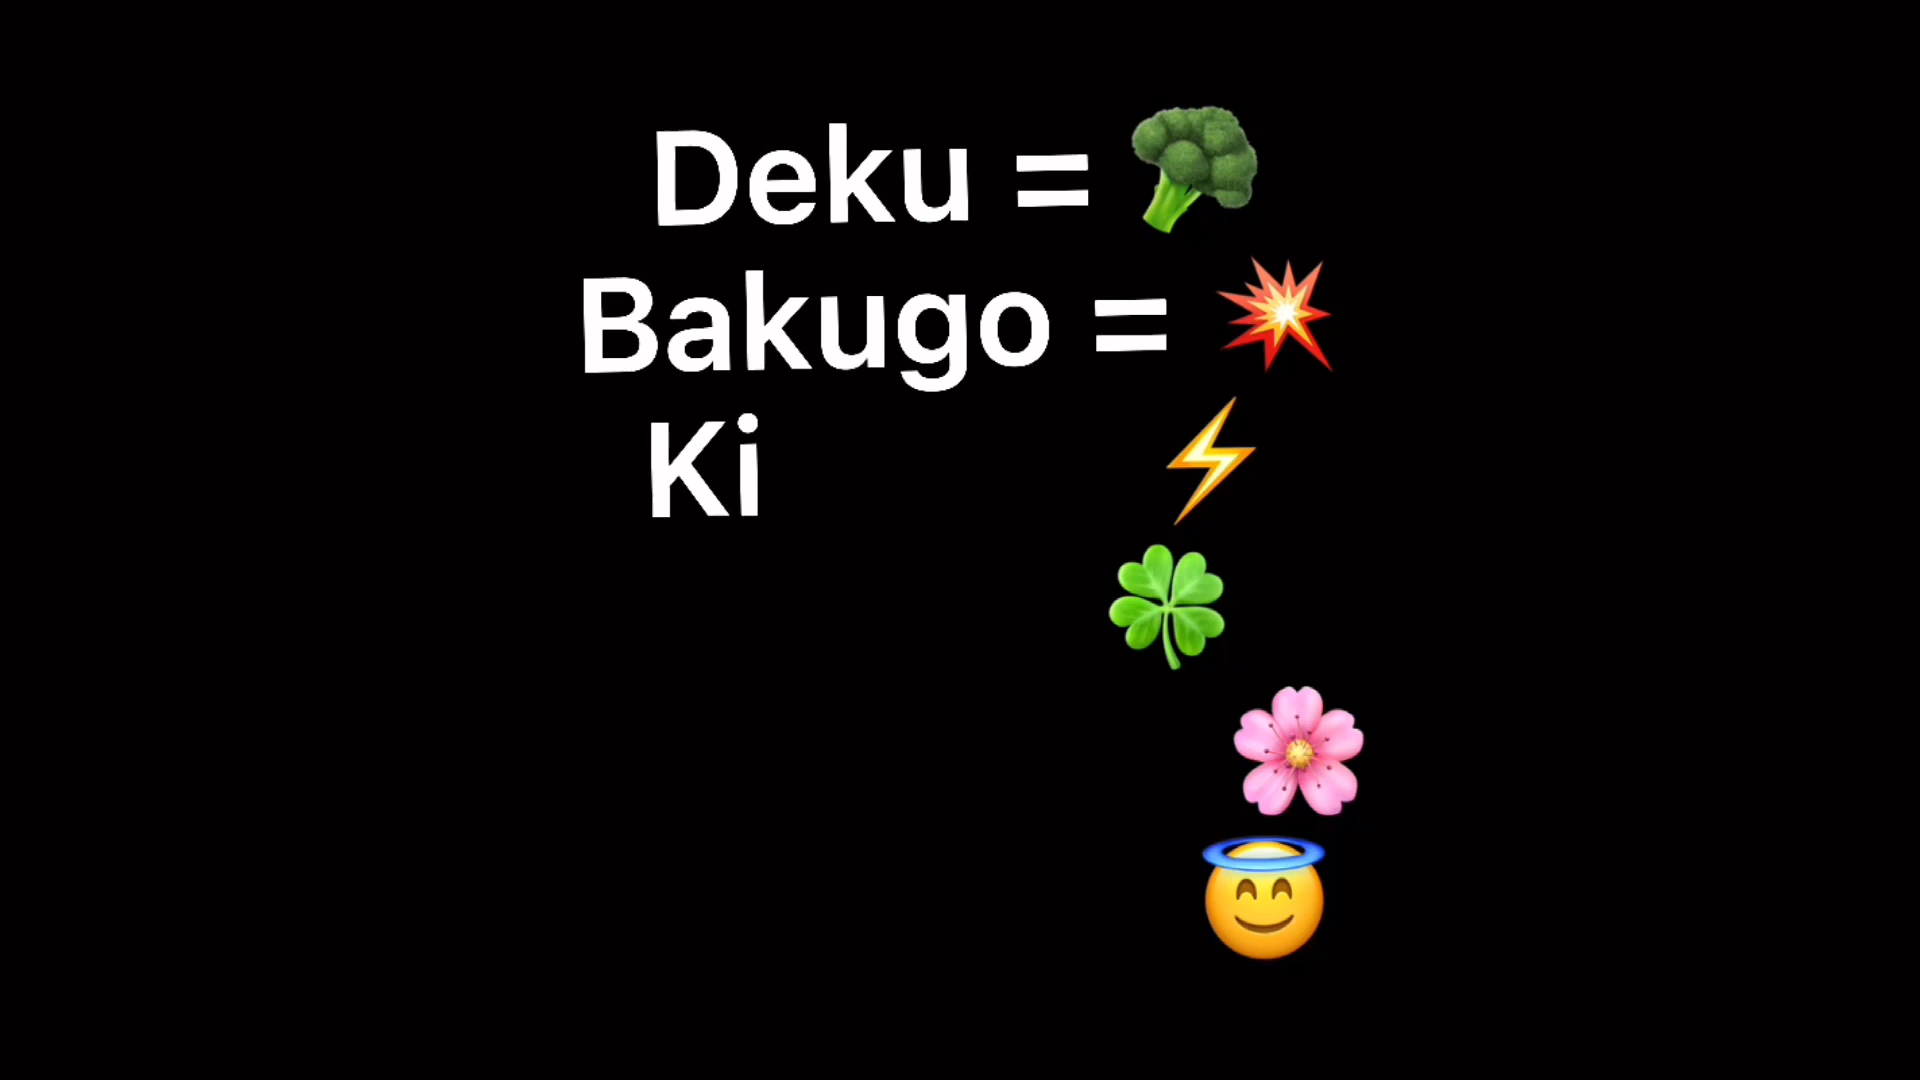 Deku = 🥦
Bakugo = 💥
Ki ⚡
🍀
🌸
😇